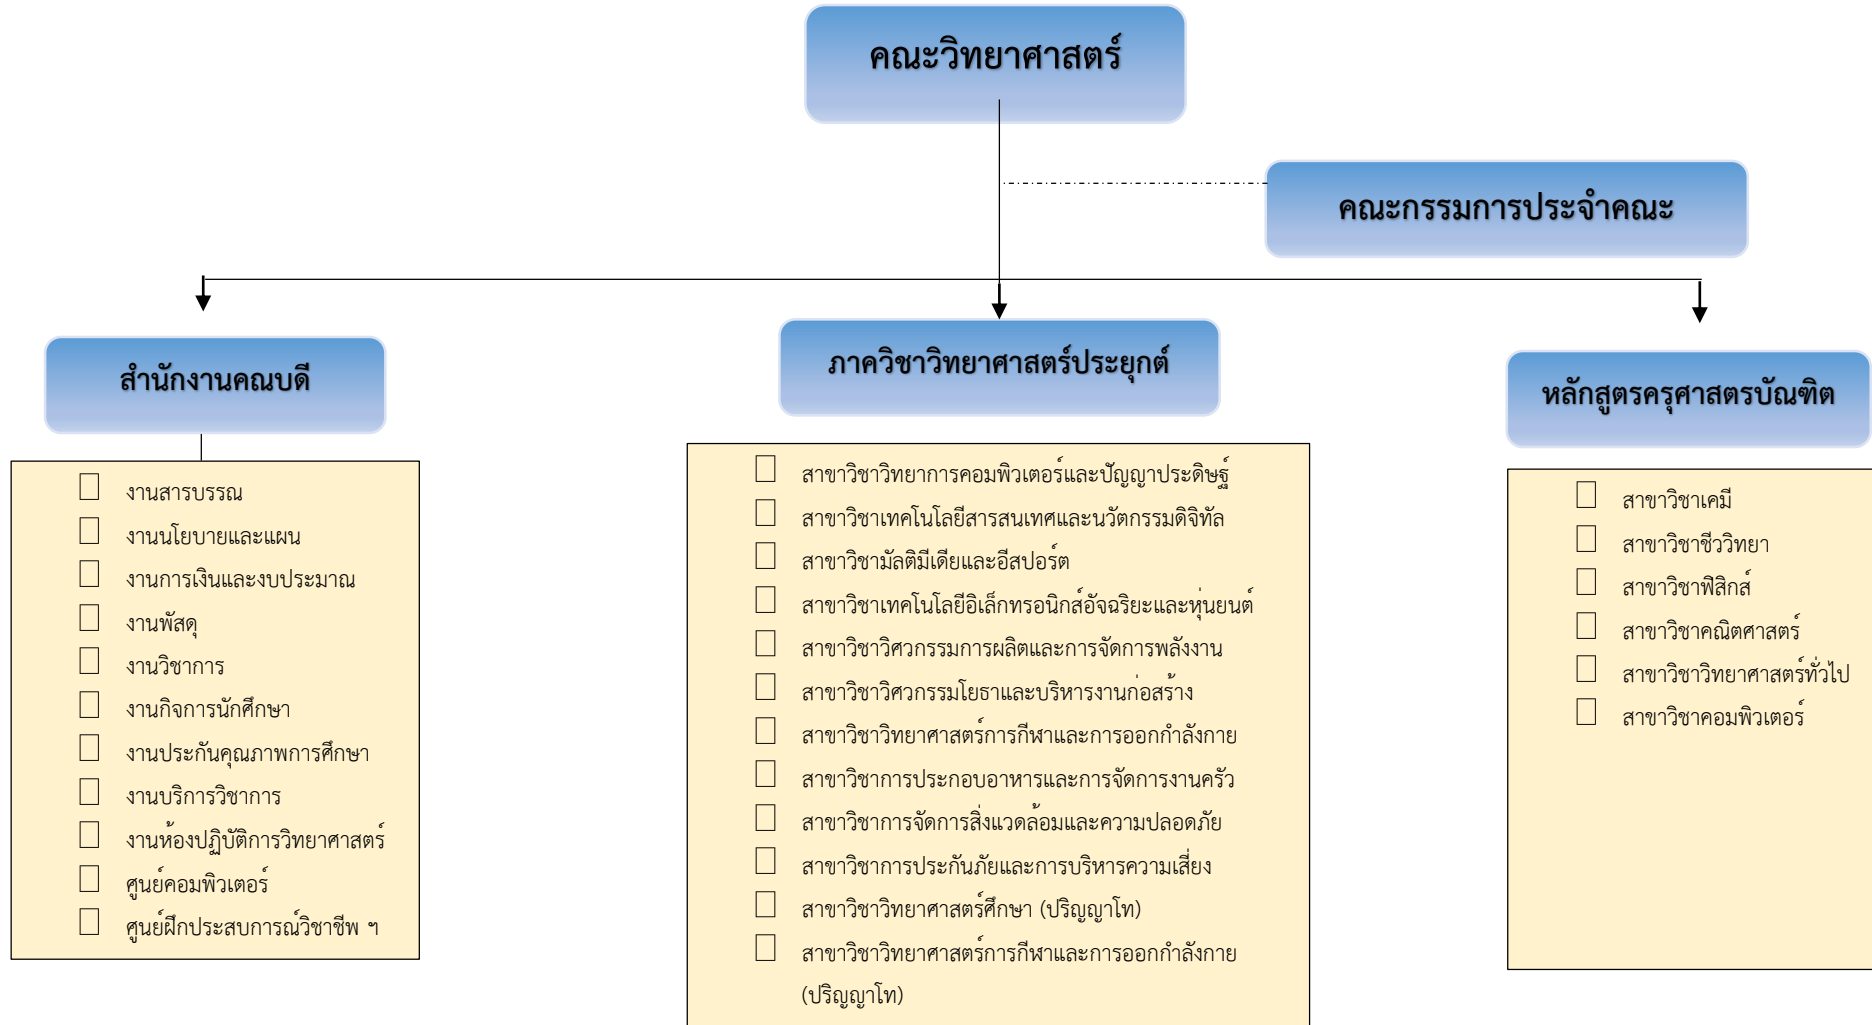 คณะวิทยาศาสตร์
คณะกรรมการประจำคณะ
สำนักงานคณบดี
งานสารบรรณ
งานนโยบายและแผน
งานการเงินและงบประมาณ
งานพัสดุ
งานวิชาการ
งานกิจการนักศึกษา
งานประกันคุณภาพการศึกษา
งานบริการวิชาการ
งานห้องปฏิบัติการวิทยาศาสตร์
ศูนย์คอมพิวเตอร์
ศูนย์ฝึกประสบการณ์วิชาชีพ ฯ
ภาควิชาวิทยาศาสตร์ประยุกต์
สาขาวิชาวิทยาการคอมพิวเตอร์และปัญญาประดิษฐ์
สาขาวิชาเทคโนโลยีสารสนเทศและนวัตกรรมดิจิทัล
สาขาวิชามัลติมีเดียและอีสปอร์ต
สาขาวิชาเทคโนโลยีอิเล็กทรอนิกส์อัจฉริยะและหุ่นยนต์
สาขาวิชาวิศวกรรมการผลิตและการจัดการพลังงาน
สาขาวิชาวิศวกรรมโยธาและบริหารงานก่อสร้าง
สาขาวิชาวิทยาศาสตร์การกีฬาและการออกกำลังกาย
สาขาวิชาการประกอบอาหารและการจัดการงานครัว
สาขาวิชาการจัดการสิ่งแวดล้อมและความปลอดภัย
สาขาวิชาการประกันภัยและการบริหารความเสี่ยง
สาขาวิชาวิทยาศาสตร์ศึกษา (ปริญญาโท)
สาขาวิชาวิทยาศาสตร์การกีฬาและการออกกำลังกาย
(ปริญญาโท)
หลักสูตรครุศาสตรบัณฑิต
สาขาวิชาเคมี
สาขาวิชาชีววิทยา
สาขาวิชาฟิสิกส์
สาขาวิชาคณิตศาสตร์
สาขาวิชาวิทยาศาสตร์ทั่วไป
สาขาวิชาคอมพิวเตอร์